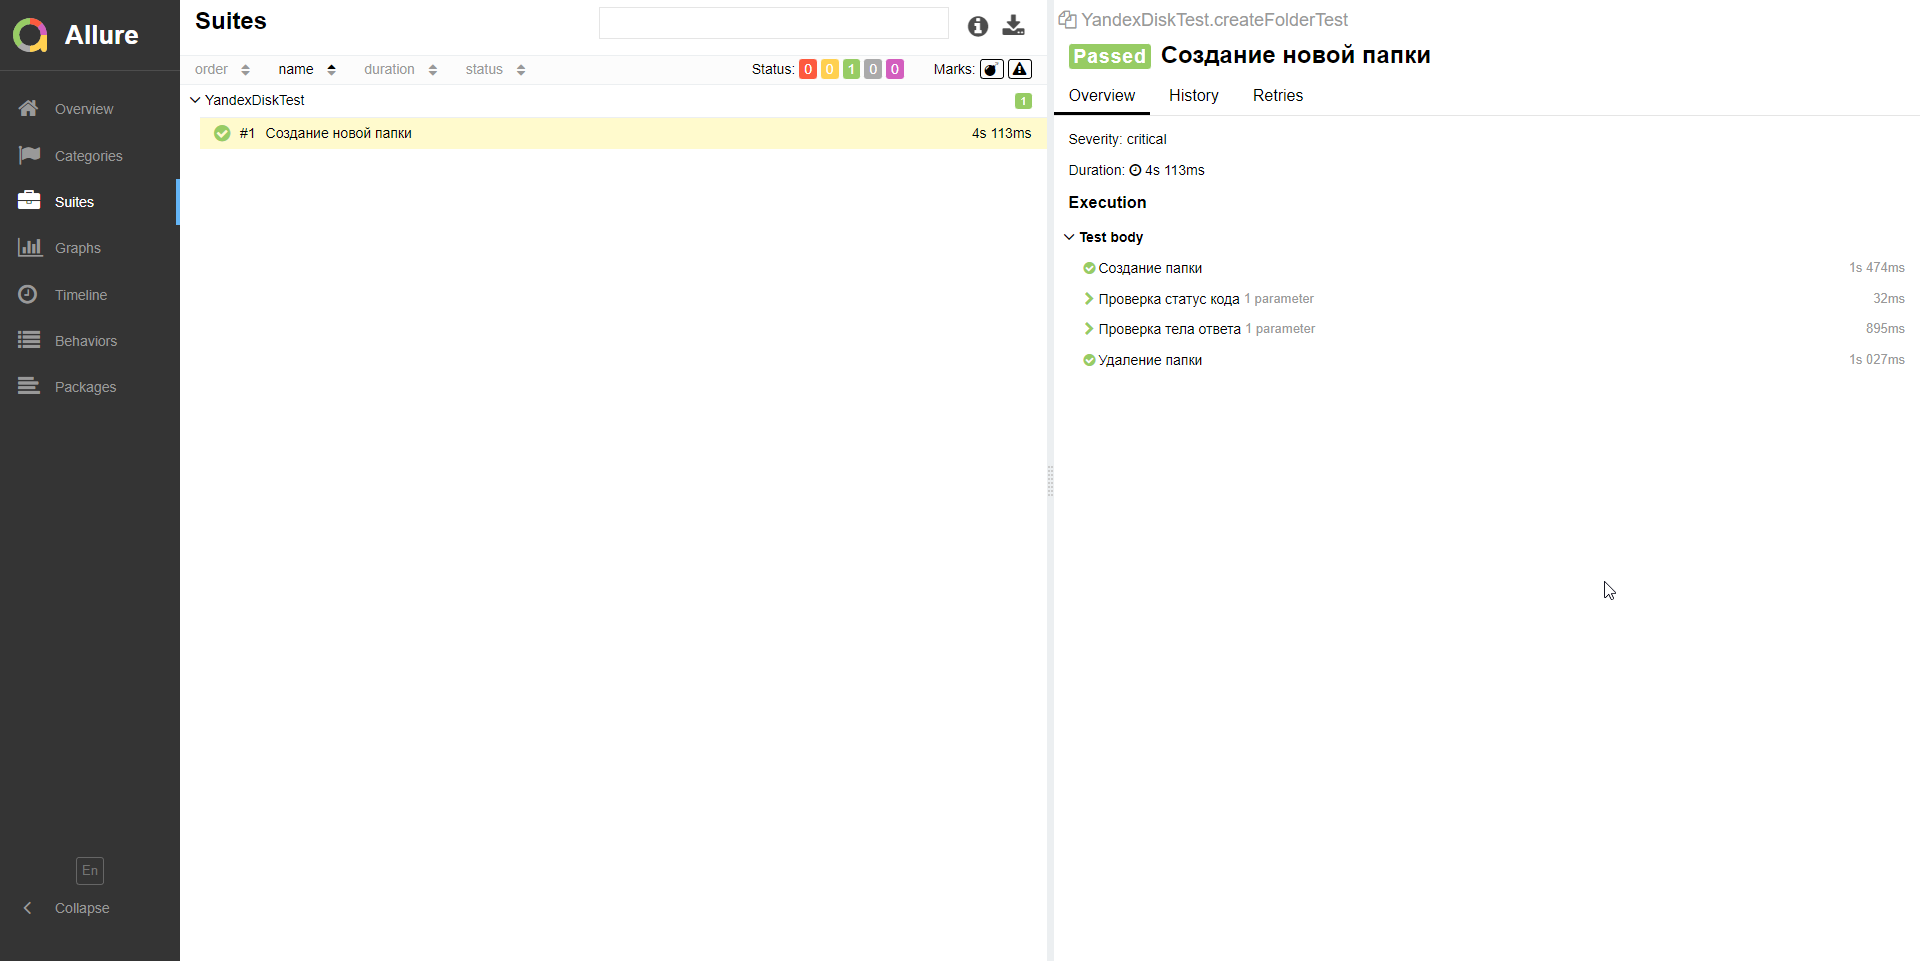 Allure
Overview
Categories
Suites
Graphs
Timeline
Behaviors
Packages
En
Collapse
Suites
order name duration status Status: 0 0 1 0 0 Marks:
YandexDiskTest 1
#1 Создание новой папки 4s 113ms
YandexDiskTest.createFolderTest
Passed Создание новой папки
Overview History Retries
Severity: critical
Duration: 4s 113ms
Execution
Test body
Создание папки 1s 474ms
Проверка статус кода 1 parameter 32ms
Проверка тела ответа 1 parameter 895ms
Удаление папки 1s 027ms